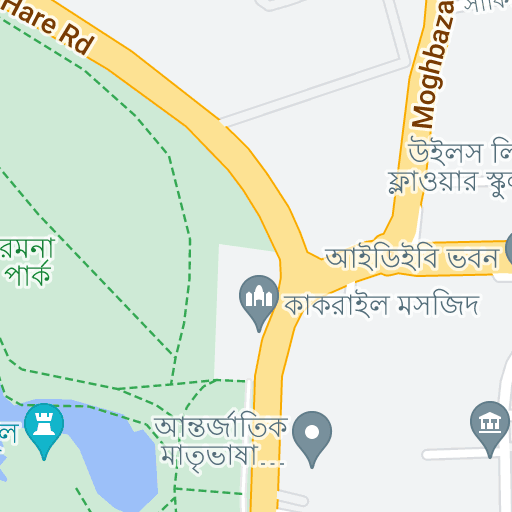 Hare Rd
Moghbaza
উইলস লি
ফ্লাওয়ার স্কুল
রমনা
পার্ক
আইডিইবি ভবন
কাকরাইল মসজিদ
আন্তর্জাতিক
মাতৃভাষা...